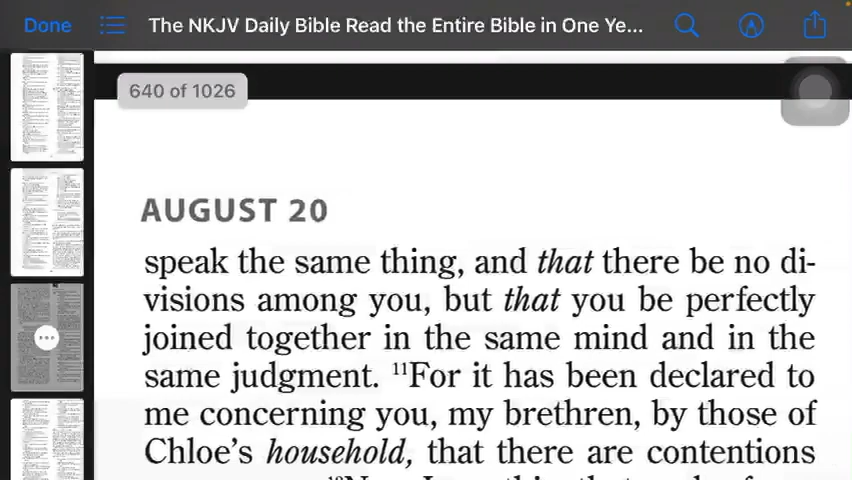 Done
The NKJV Daily Bible Read the Entire Bible in One Ye...
640 of 1026
AUGUST 20
speak the same thing, and that there be no di-
visions among you, but that you be perfectly
joined together in the same mind and in the
same judgment. ¹¹For it has been declared to
me concerning you, my brethren, by those of
Chloe’s household, that there are contentions